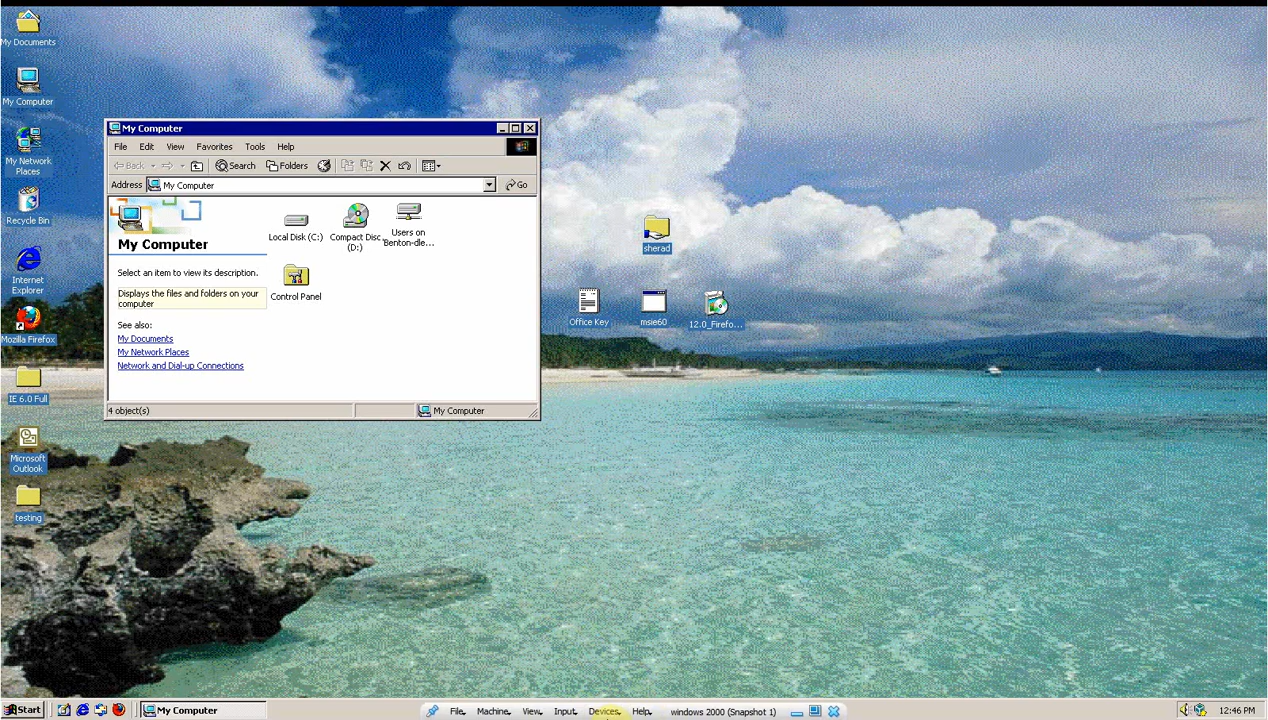 My Documents
My Computer
My Network
Places
Recycle Bin
Internet
Explorer
Mozilla Firefox
IE 6.0 Full
Microsoft
Outlook
testing
My Computer
File Edit View Favorites Tools Help
Back Search Folders
Address My Computer Go
My Computer
Select an item to view its description.
Displays the files and folders on your
computer
See also:
My Documents
My Network Places
Network and Dial-up Connections
Local Disk (C:)
Compact Disc
(D:)
Users on
'Benton-dle...
Control Panel
4 object(s) My Computer
sherad
Office Key
msie60
12.0_Firefo...
Start My Computer
File Machine View Input Devices Help windows 2000 (Snapshot 1)
12:46 PM